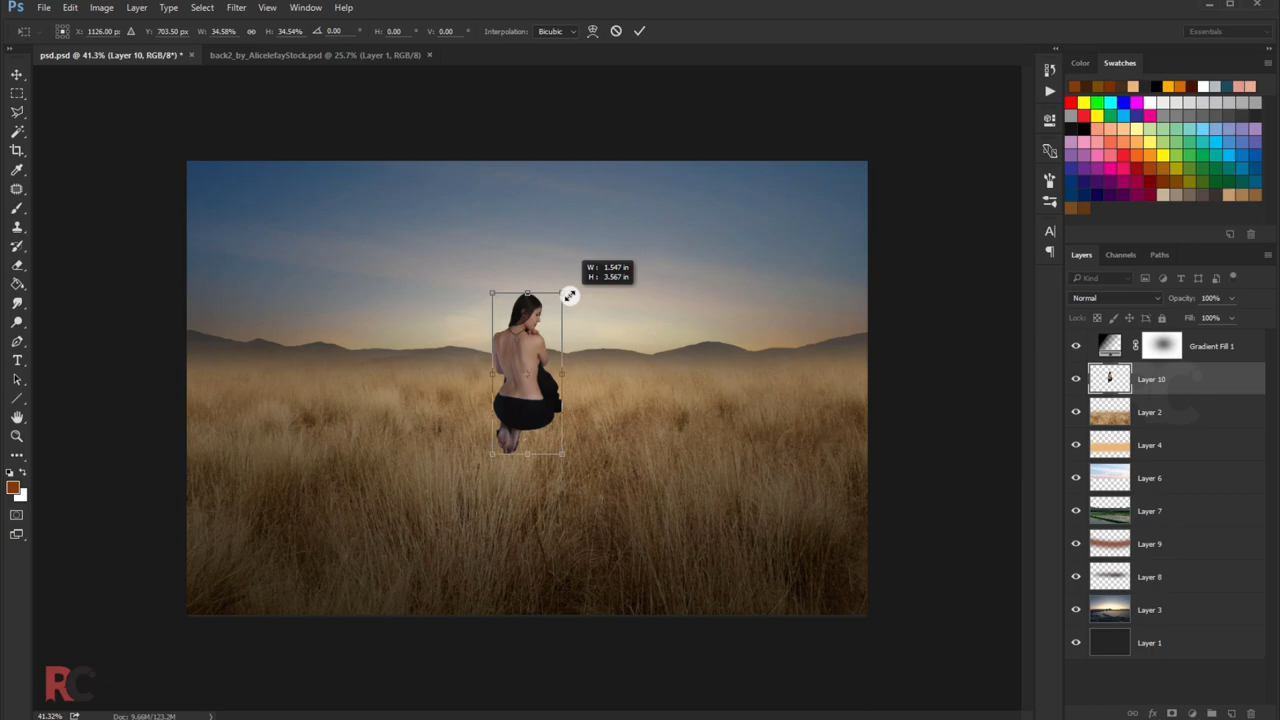 Ps File Edit Image Layer Type Select Filter View Window Help
X: 1126.00 p: Y: 703.50 px W: 34.58% H: 34.54% 0.00 ° H: 0.00 ° V: 0.00 ° Interpolation: Bicubic Essentials
psd.psd @ 41.3% (Layer 10, RGB/8*) * × back2_by_AlicelefayStock.psd @ 25.7% (Layer 1, RGB/8) ×
Color Swatches
W : 1.547 in
H : 3.567 in
Layers Channels Paths
Kind
Normal Opacity: 100%
Lock: Fill: 100%
Gradient Fill 1
Layer 10
Layer 2
Layer 4
Layer 6
Layer 7
Layer 9
Layer 8
Layer 3
Layer 1
RC
41.32% Doc: 9.66M/123.2M